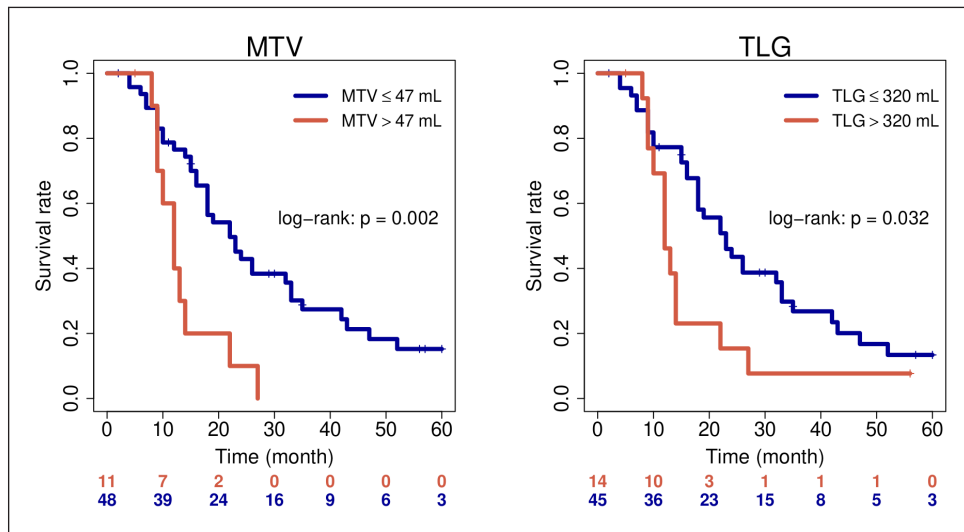 MTV
1.0
0.8
0.6
0.4
0.2
0.0
Survival rate
MTV ≤ 47 mL
MTV > 47 mL
log−rank: p = 0.002
0 10 20 30 40 50 60
Time (month)
11 7 2 0 0 0 0
48 39 24 16 9 6 3
TLG
1.0
0.8
0.6
0.4
0.2
0.0
Survival rate
TLG ≤ 320 mL
TLG > 320 mL
log−rank: p = 0.032
0 10 20 30 40 50 60
Time (month)
14 10 3 1 1 1 0
45 36 23 15 8 5 3